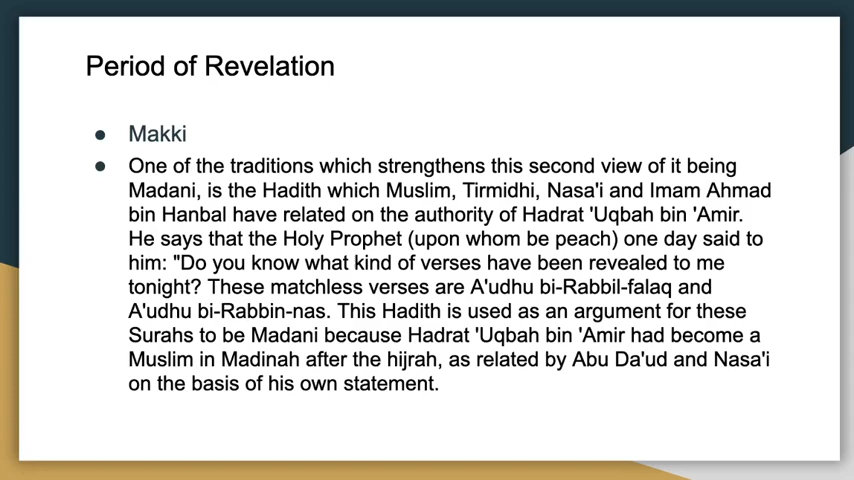 Period of Revelation
● Makki
● One of the traditions which strengthens this second view of it being
Madani, is the Hadith which Muslim, Tirmidhi, Nasa'i and Imam Ahmad
bin Hanbal have related on the authority of Hadrat 'Uqbah bin 'Amir.
He says that the Holy Prophet (upon whom be peach) one day said to
him: "Do you know what kind of verses have been revealed to me
tonight? These matchless verses are A'udhu bi-Rabbil-falaq and
A'udhu bi-Rabbin-nas. This Hadith is used as an argument for these
Surahs to be Madani because Hadrat 'Uqbah bin 'Amir had become a
Muslim in Madinah after the hijrah, as related by Abu Da'ud and Nasa'i
on the basis of his own statement.